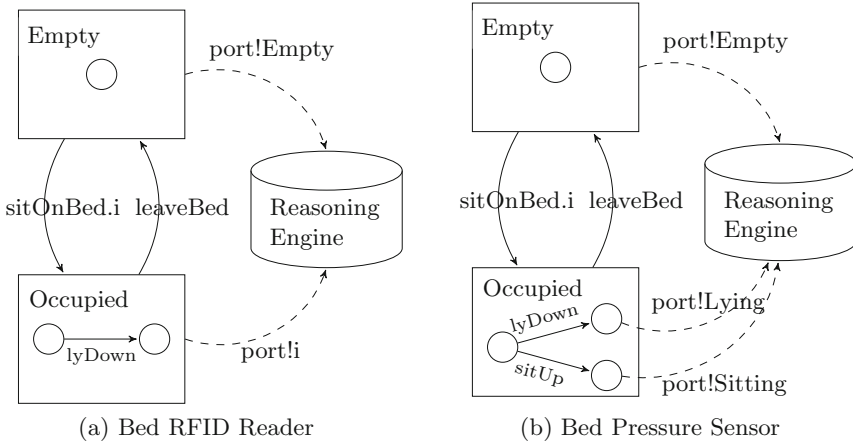 Empty
port!Empty
sitOnBed.i
leaveBed
Reasoning
Engine
Occupied
lyDown
port!i
(a) Bed RFID Reader
Empty
port!Empty
sitOnBed.i
leaveBed
Reasoning
Engine
Occupied
lyDown
sitUp
port!Lying
port!Sitting
(b) Bed Pressure Sensor